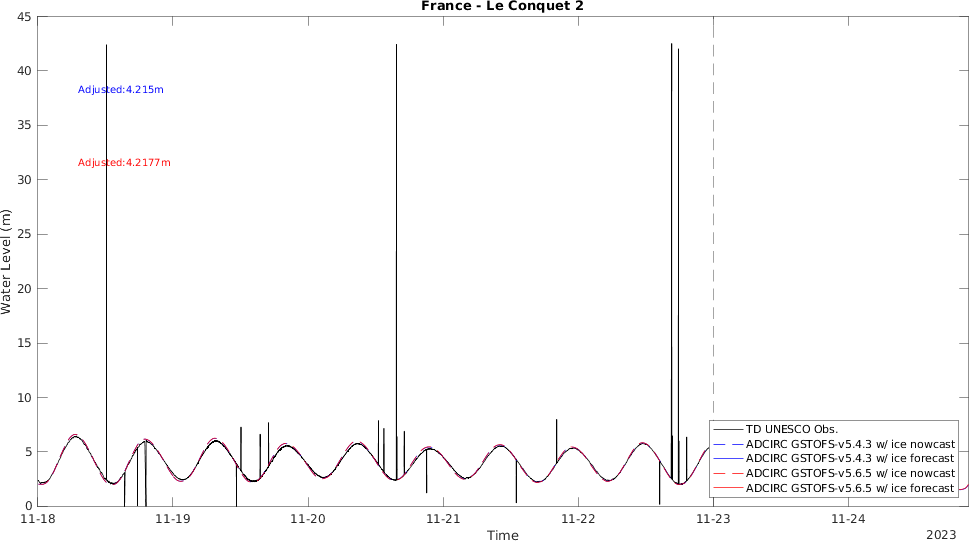 France - Le Conquet 2
45
40
35
30
25
20
15
10
5
0
Water Level (m)
Adjusted:4.215m
Adjusted:4.2177m
TD UNESCO Obs.
ADCIRC GSTOFS-v5.4.3 w/ ice nowcast
ADCIRC GSTOFS-v5.4.3 w/ ice forecast
ADCIRC GSTOFS-v5.6.5 w/ ice nowcast
ADCIRC GSTOFS-v5.6.5 w/ ice forecast
11-18 11-19 11-20 11-21 11-22 11-23 11-24
Time
2023